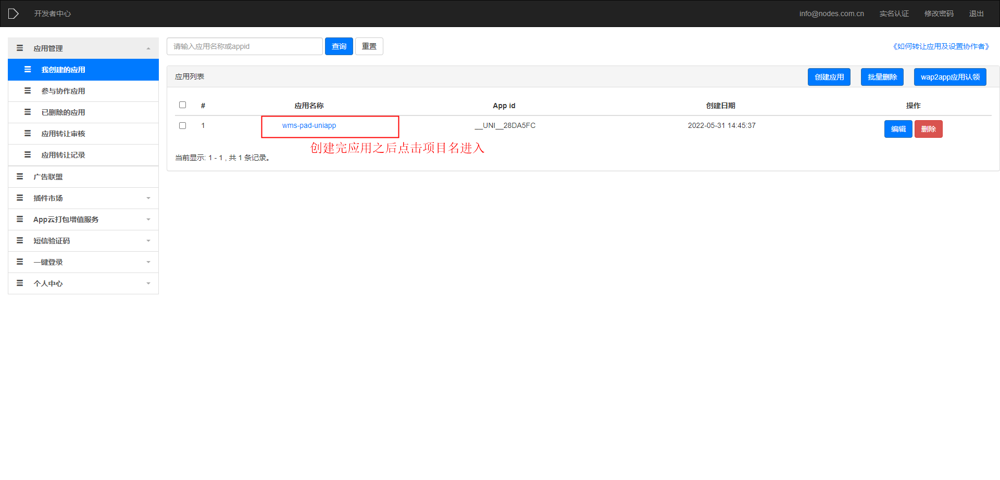 开发者中心 info@nodes.com.cn 实名认证 修改密码 退出
应用管理
我创建的应用
参与协作应用
已删除的应用
应用转让审核
应用转让记录
广告联盟
插件市场
App云打包增值服务
短信验证码
一键登录
个人中心
请输入应用名称或appid 查询 重置 《如何转让应用及设置协作者》
应用列表 创建应用 批量删除 wap2app应用认领
# 应用名称 App id 创建日期 操作
1 wms-pad-uniapp __UNI__28DA5FC 2022-05-31 14:45:37 编辑 删除
创建完应用之后点击项目名进入
当前显示: 1 - 1 , 共 1 条记录。